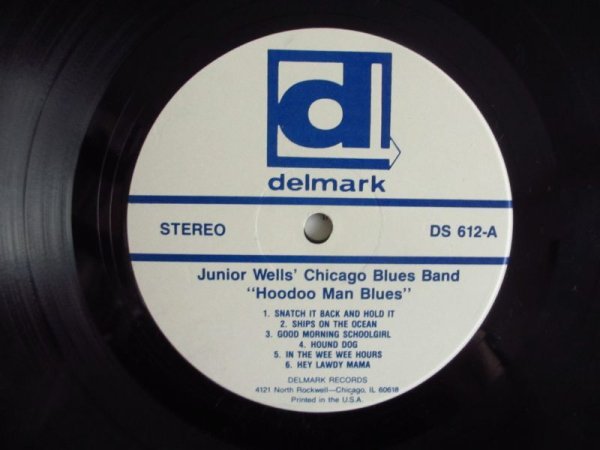 d
delmark
STEREO DS 612-A
Junior Wells' Chicago Blues Band
"Hoodoo Man Blues"
1. SNATCH IT BACK AND HOLD IT
2. SHIPS ON THE OCEAN
3. GOOD MORNING SCHOOLGIRL
4. HOUND DOG
5. IN THE WEE WEE HOURS
6. HEY LAWDY MAMA
DELMARK RECORDS
4121 North Rockwell—Chicago, IL 60618
Printed in the U.S.A.